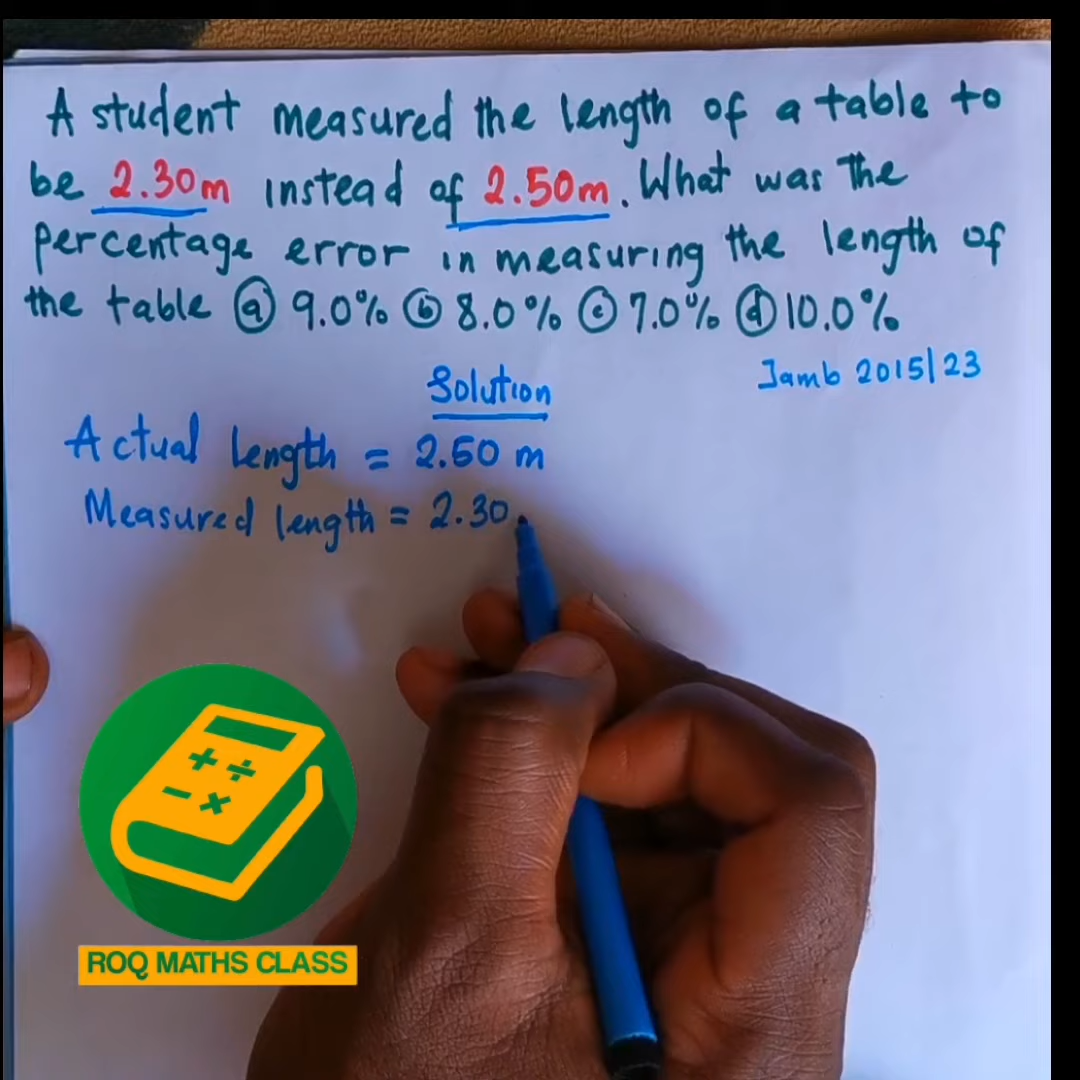 A student measured the length of a table to
be 2.30m instead of 2.50m. What was the
percentage error in measuring the length of
the table ⓐ 9.0% ⓑ 8.0% ⓒ 7.0% ⓓ 10.0%
Jamb 2015/23
Solution
Actual length = 2.50 m
Measured length = 2.30
ROQ MATHS CLASS